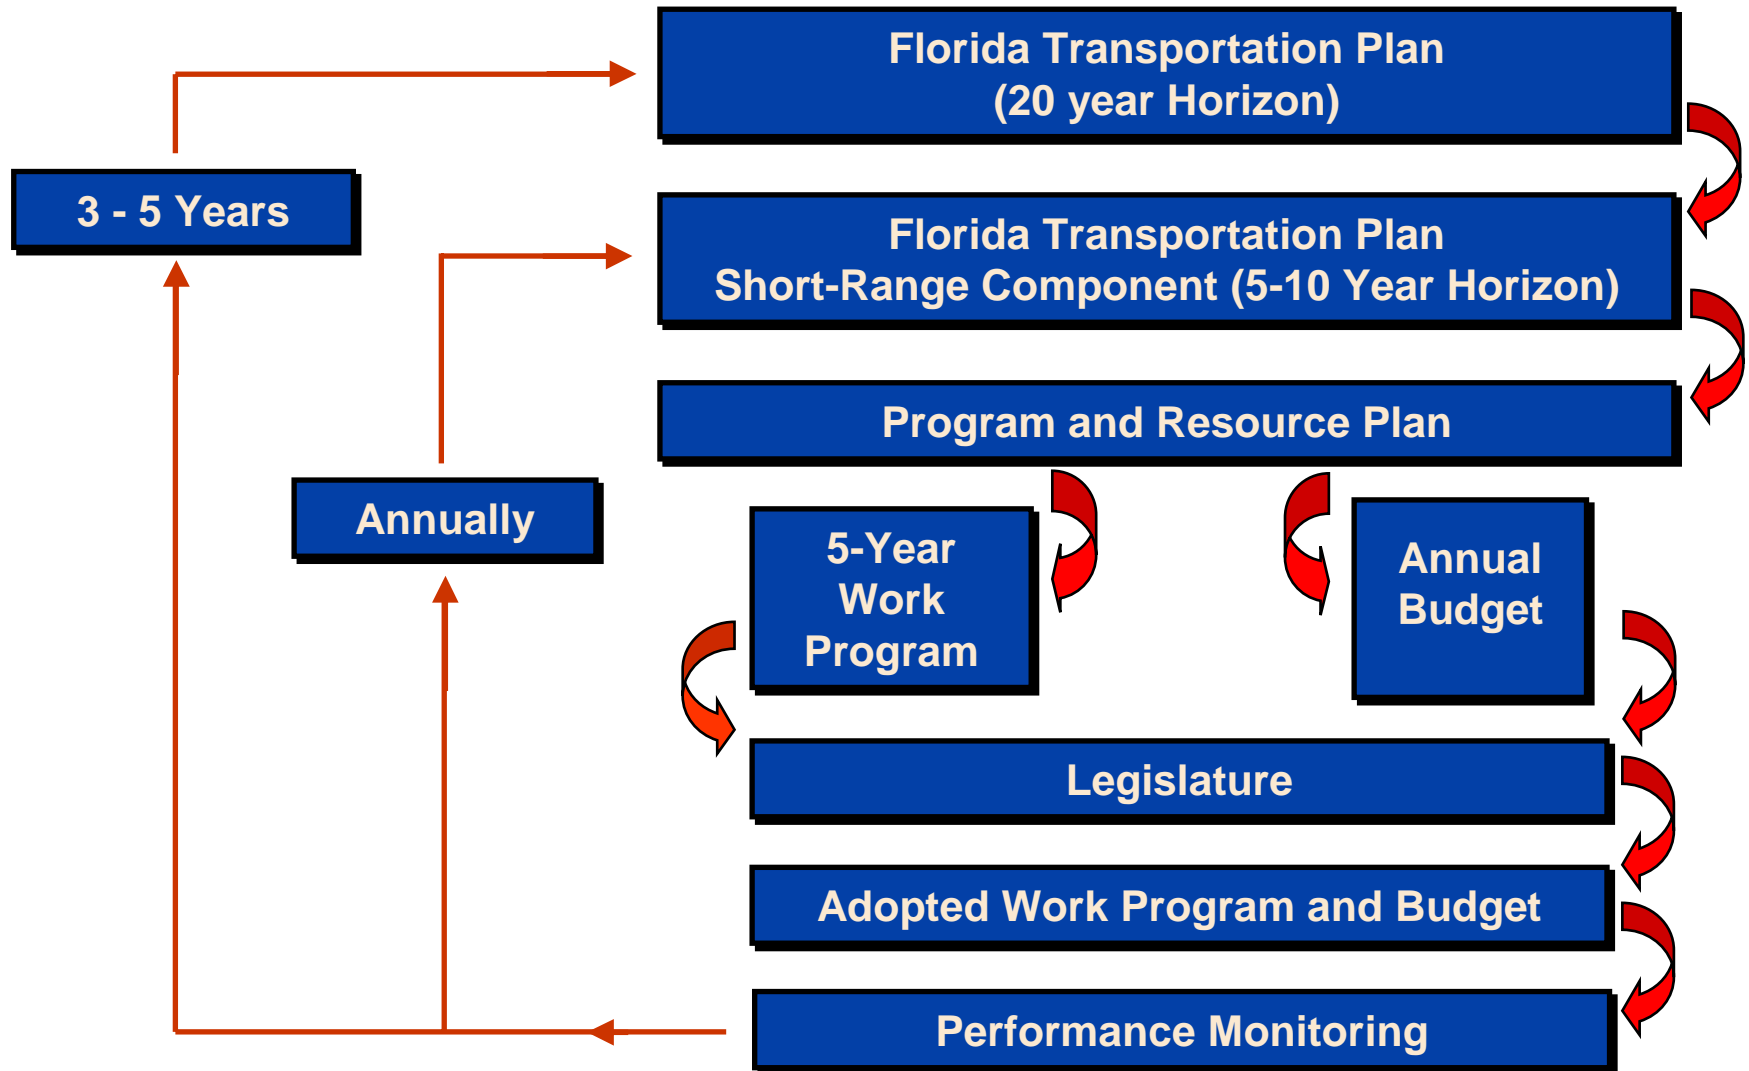 Florida Transportation Plan
(20 year Horizon)
3 - 5 Years
Florida Transportation Plan
Short-Range Component (5-10 Year Horizon)
Program and Resource Plan
Annually
5-Year
Work
Program
Annual
Budget
Legislature
Adopted Work Program and Budget
Performance Monitoring